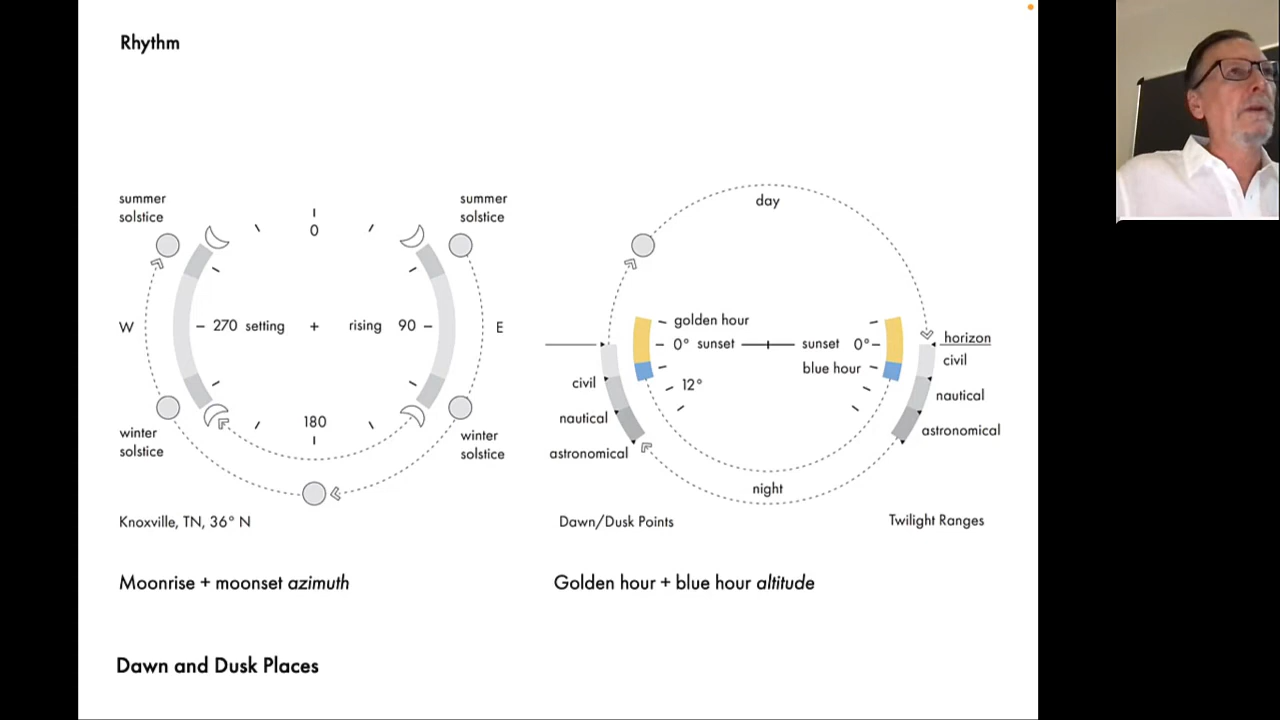 Rhythm
summer
solstice
summer
solstice
0
W
270 setting
+
rising 90
E
winter
solstice
180
winter
solstice
Knoxville, TN, 36° N
Moonrise + moonset azimuth
day
golden hour
0° sunset
sunset 0°
horizon
blue hour
civil
civil
12°
nautical
nautical
astronomical
astronomical
night
Dawn/Dusk Points
Twilight Ranges
Golden hour + blue hour altitude
Dawn and Dusk Places